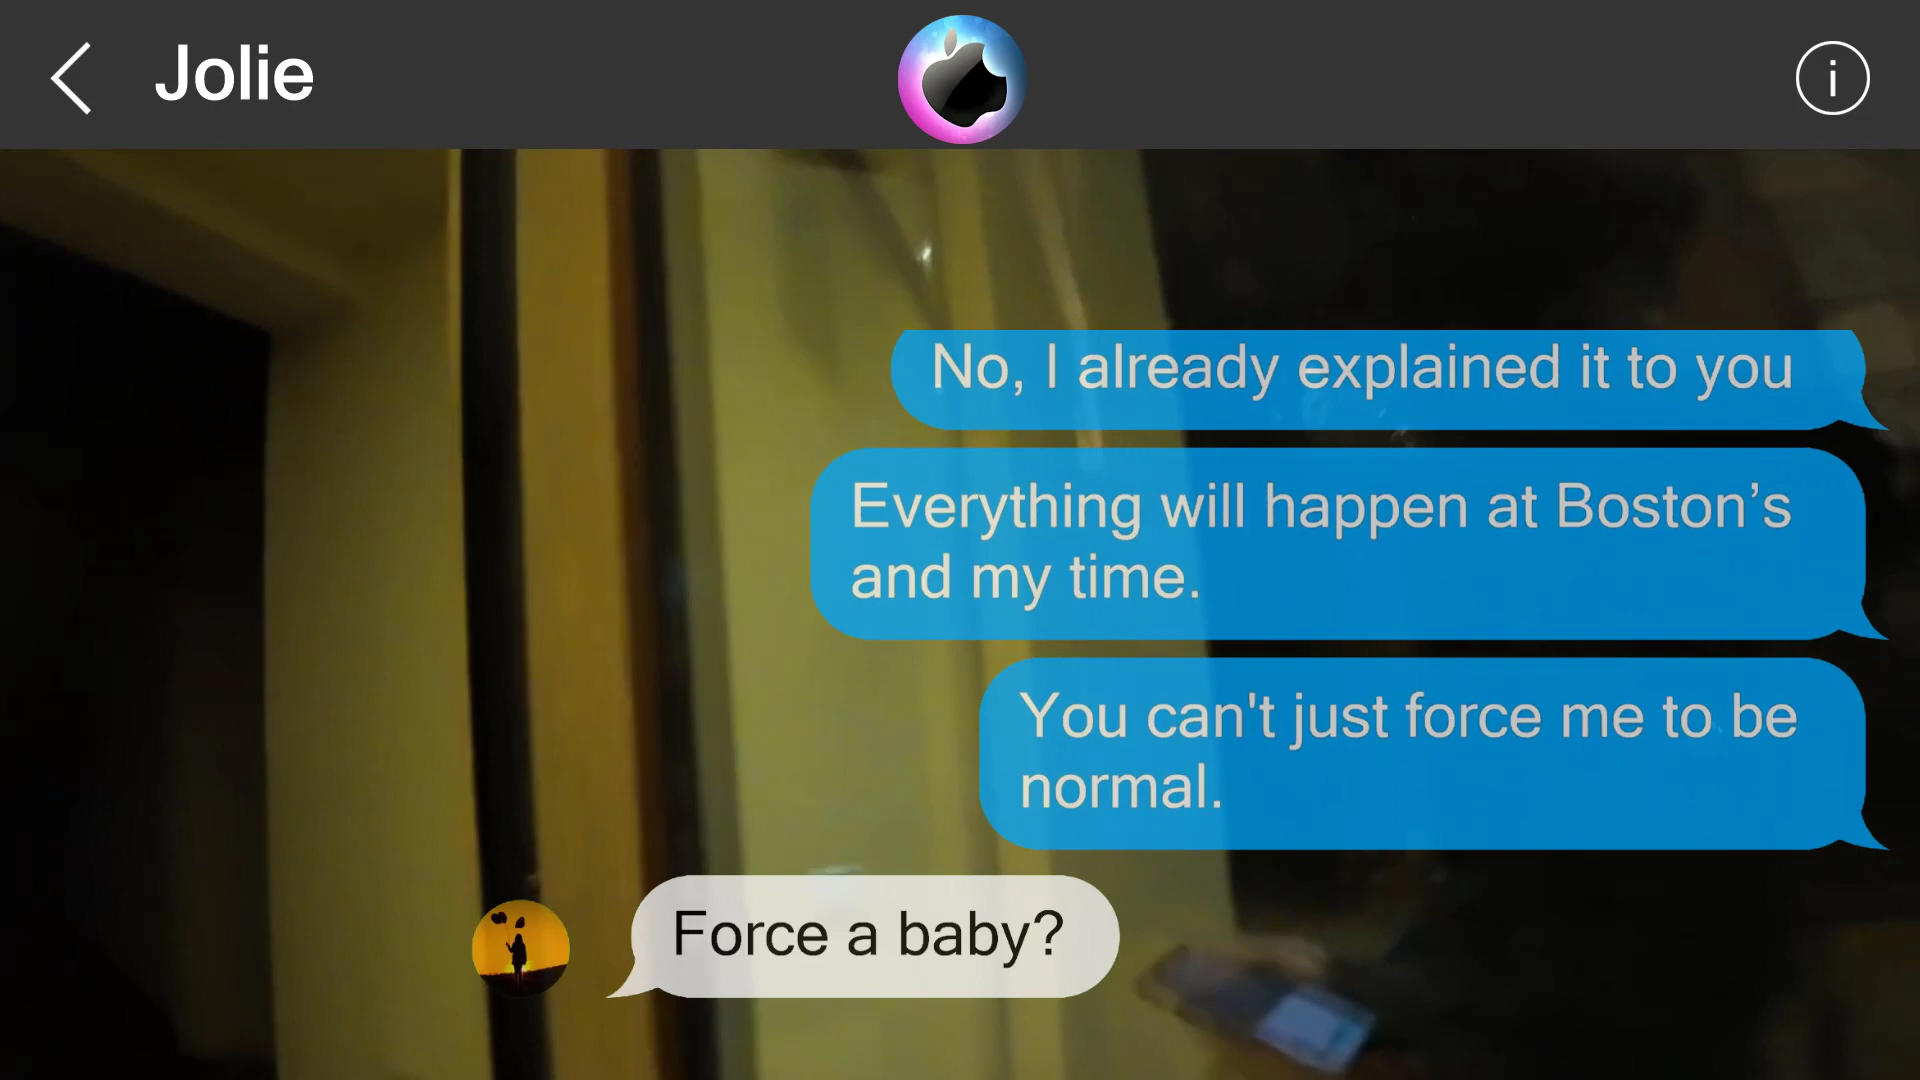 Jolie
i
No, I already explained it to you
Everything will happen at Boston’s
and my time.
You can't just force me to be
normal.
Force a baby?